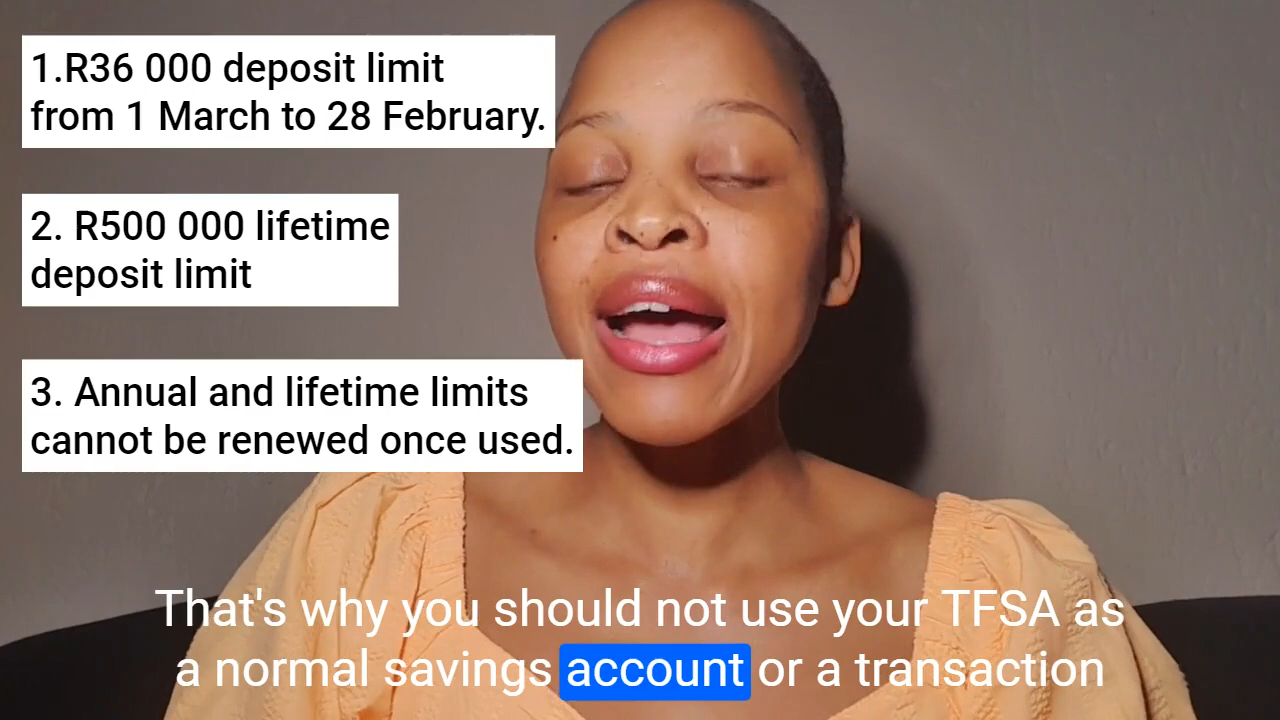 1.R36 000 deposit limit
from 1 March to 28 February.
2. R500 000 lifetime
deposit limit
3. Annual and lifetime limits
cannot be renewed once used.
That's why you should not use your TFSA as
a normal savings account or a transaction